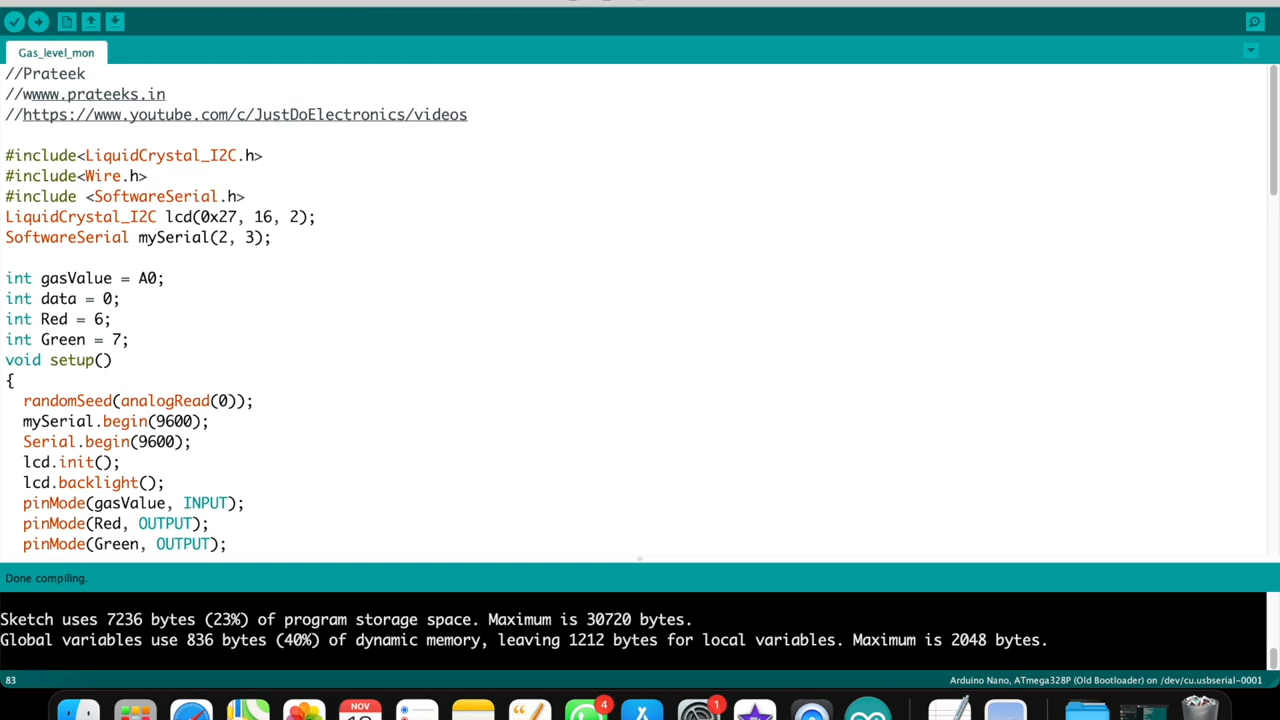 Gas_level_mon
//Prateek
//wwww.prateeks.in
//https://www.youtube.com/c/JustDoElectronics/videos
#include<LiquidCrystal_I2C.h>
#include<Wire.h>
#include <SoftwareSerial.h>
LiquidCrystal_I2C lcd(0x27, 16, 2);
SoftwareSerial mySerial(2, 3);
int gasValue = A0;
int data = 0;
int Red = 6;
int Green = 7;
void setup()
{
randomSeed(analogRead(0));
mySerial.begin(9600);
Serial.begin(9600);
lcd.init();
lcd.backlight();
pinMode(gasValue, INPUT);
pinMode(Red, OUTPUT);
pinMode(Green, OUTPUT);
Done compiling.
Sketch uses 7236 bytes (23%) of program storage space. Maximum is 30720 bytes.
Global variables use 836 bytes (40%) of dynamic memory, leaving 1212 bytes for local variables. Maximum is 2048 bytes.
83
Arduino Nano, ATmega328P (Old Bootloader) on /dev/cu.usbserial-0001
NOV
4
1